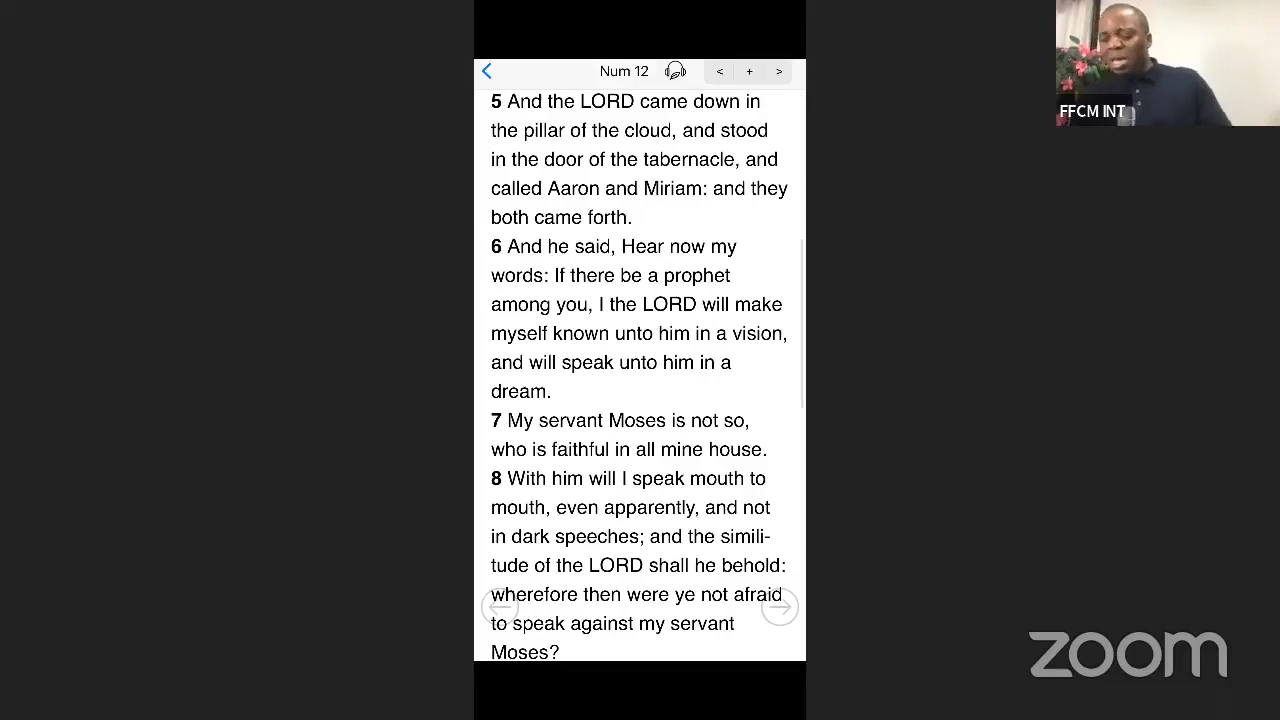 Num 12
< + >
5 And the LORD came down in
the pillar of the cloud, and stood
in the door of the tabernacle, and
called Aaron and Miriam: and they
both came forth.
6 And he said, Hear now my
words: If there be a prophet
among you, I the LORD will make
myself known unto him in a vision,
and will speak unto him in a
dream.
7 My servant Moses is not so,
who is faithful in all mine house.
8 With him will I speak mouth to
mouth, even apparently, and not
in dark speeches; and the simili-
tude of the LORD shall he behold:
wherefore then were ye not afraid
to speak against my servant
Moses?
FFCM INT
zoom